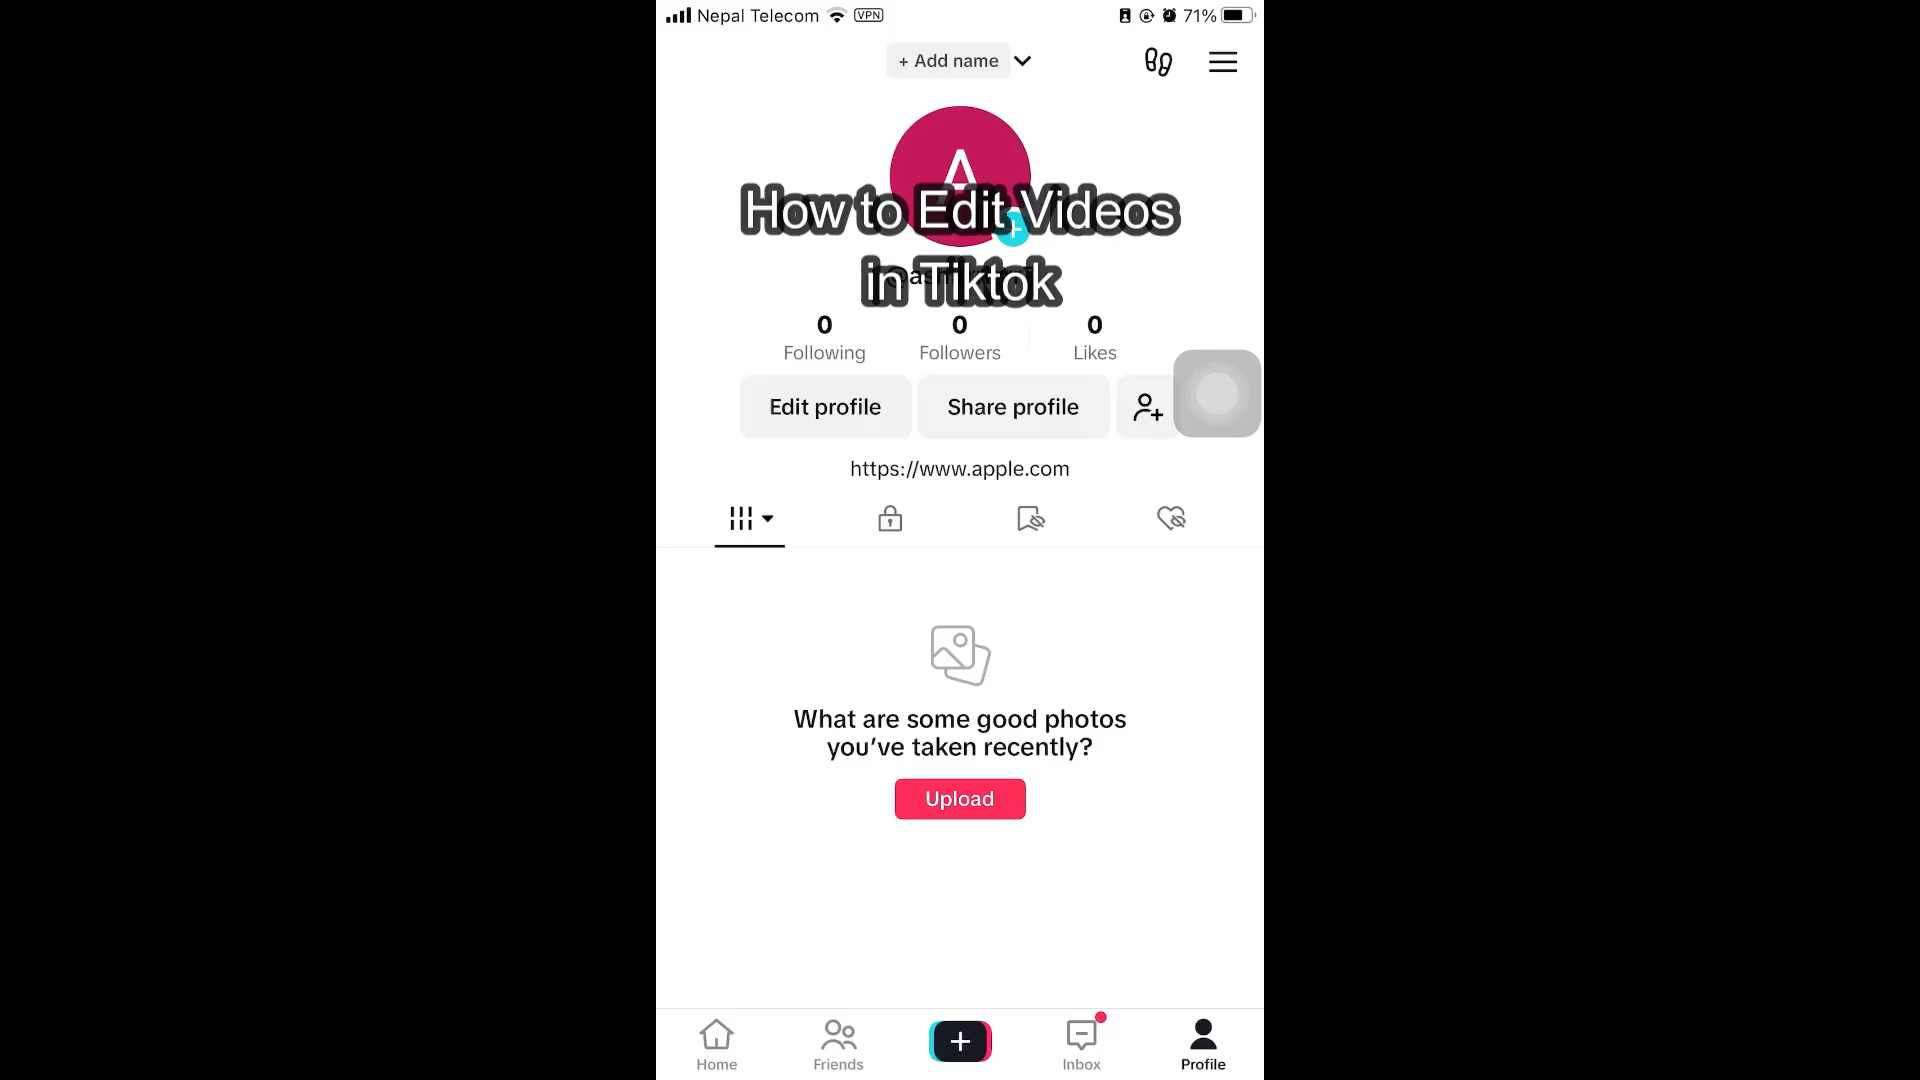 Nepal Telecom VPN 71%
+ Add name
A
How to Edit Videos
in Tiktok
0 0 0
Following Followers Likes
Edit profile Share profile
https://www.apple.com
What are some good photos
you've taken recently?
Upload
Home Friends Inbox Profile